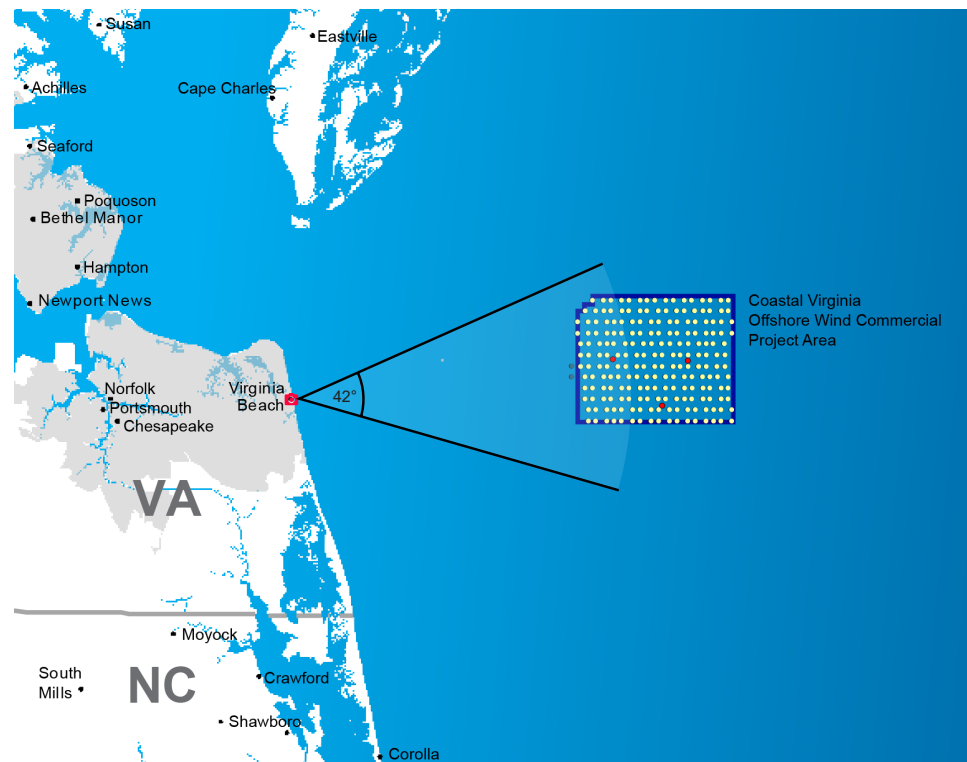 Susan
Eastville
Achilles
Cape Charles
Seaford
Poquoson
Bethel Manor
Hampton
Newport News
Coastal Virginia
Offshore Wind Commercial
Project Area
Norfolk
Portsmouth
Chesapeake
Virginia
Beach
42°
VA
Moyock
South
Mills
NC
Crawford
Shawboro
Corolla